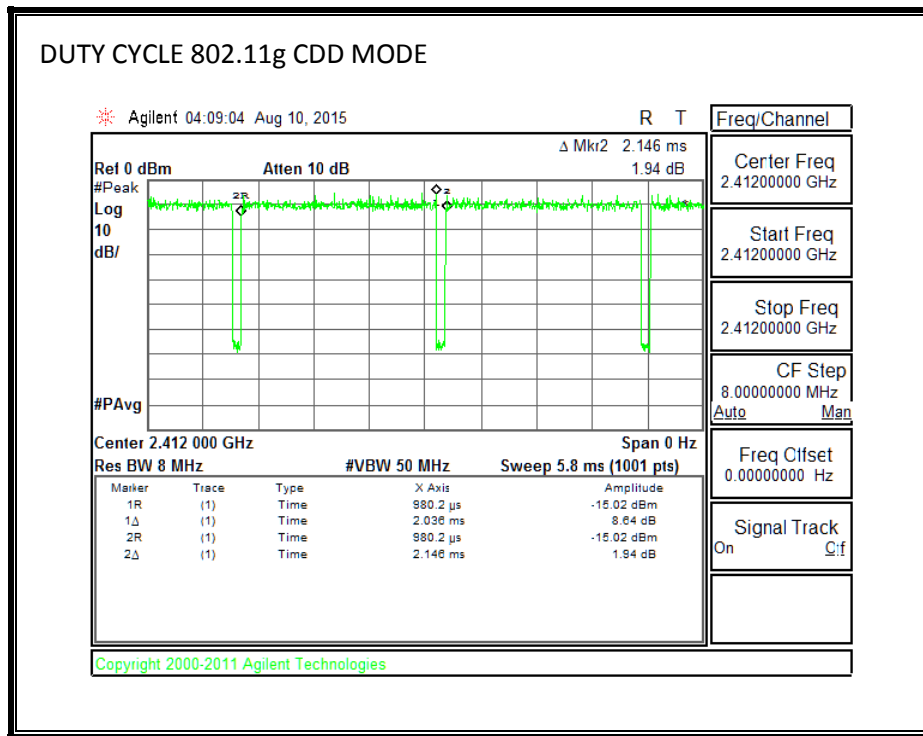 DUTY CYCLE 802.11g CDD MODE
Agilent 04:09:04 Aug 10, 2015 R T
Δ Mkr2 2.146 ms
Ref 0 dBm Atten 10 dB 1.94 dB
#Peak
Log
10
dB/
2R
2
#PAvg
Center 2.412 000 GHz Span 0 Hz
Res BW 8 MHz #VBW 50 MHz Sweep 5.8 ms (1001 pts)
Marker Trace Type X Axis Amplitude
1R (1) Time 980.2 µs -15.02 dBm
1Δ (1) Time 2.036 ms 8.64 dB
2R (1) Time 980.2 µs -15.02 dBm
2Δ (1) Time 2.146 ms 1.94 dB
Copyright 2000-2011 Agilent Technologies
Freq/Channel
Center Freq
2.41200000 GHz
Start Freq
2.41200000 GHz
Stop Freq
2.41200000 GHz
CF Step
8.00000000 MHz
Auto Man
Freq Offset
0.00000000 Hz
Signal Track
On Off